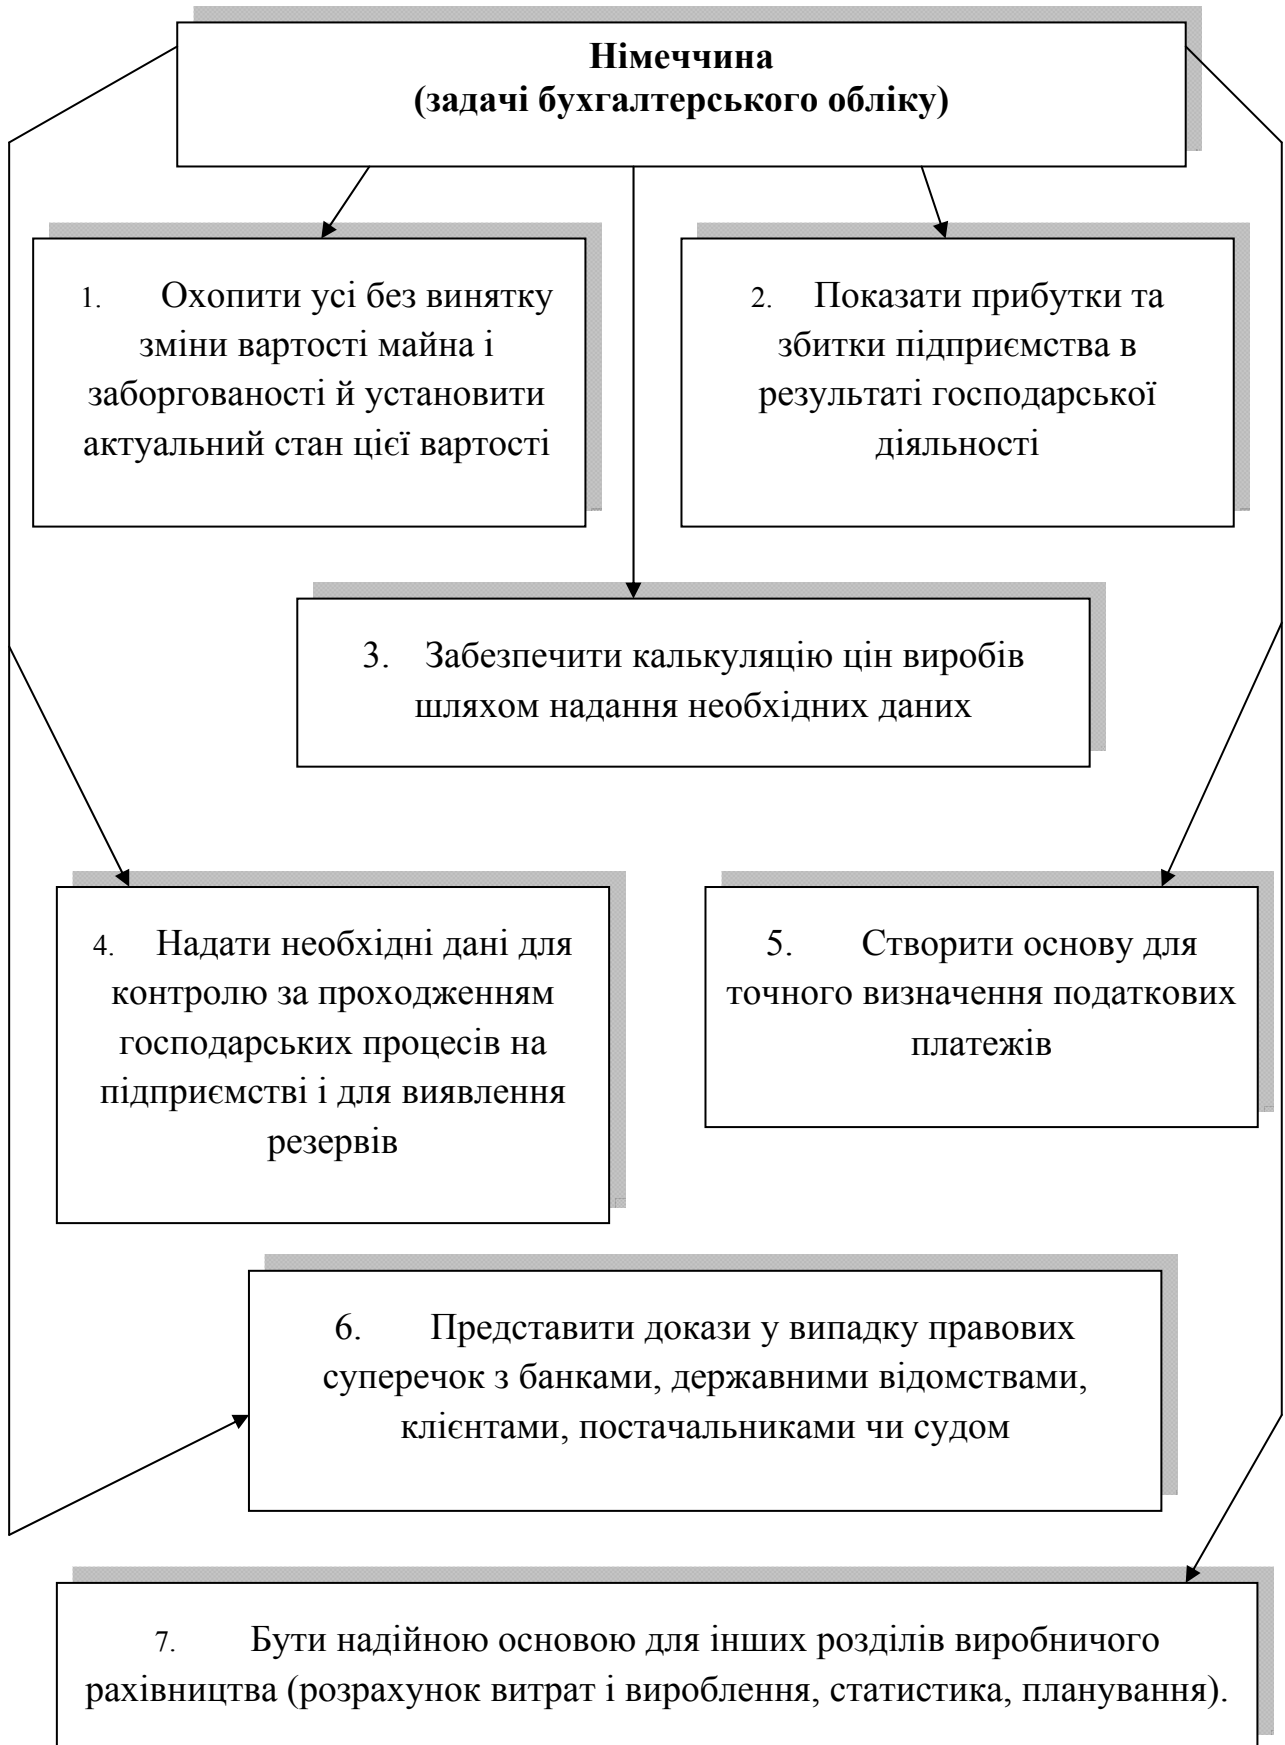 Німеччина
(задачі бухгалтерського обліку)
1. Охопити усі без винятку
зміни вартості майна і
заборгованості й установити
актуальний стан цієї вартості
2. Показати прибутки та
збитки підприємства в
результаті господарської
діяльності
3. Забезпечити калькуляцію цін виробів
шляхом надання необхідних даних
4. Надати необхідні дані для
контролю за проходженням
господарських процесів на
підприємстві і для виявлення
резервів
5. Створити основу для
точного визначення податкових
платежів
6. Представити докази у випадку правових
суперечок з банками, державними відомствами,
клієнтами, постачальниками чи судом
7. Бути надійною основою для інших розділів виробничого
рахівництва (розрахунок витрат і вироблення, статистика, планування).